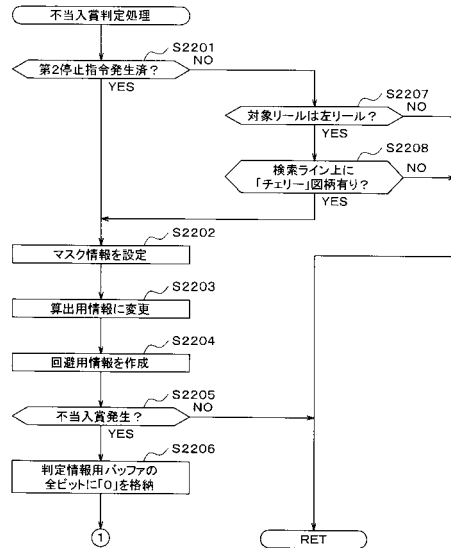 不当入賞判定処理
S2201
第2停止指令発生済?
NO
YES
S2207
対象リールは左リール?
NO
YES
S2208
検索ライン上に
「チェリー」図柄有り?
NO
YES
S2202
マスク情報を設定
S2203
算出用情報に変更
S2204
回避用情報を作成
S2205
不当入賞発生?
NO
YES
S2206
判定情報用バッファの
全ビットに「0」を格納
1
RET